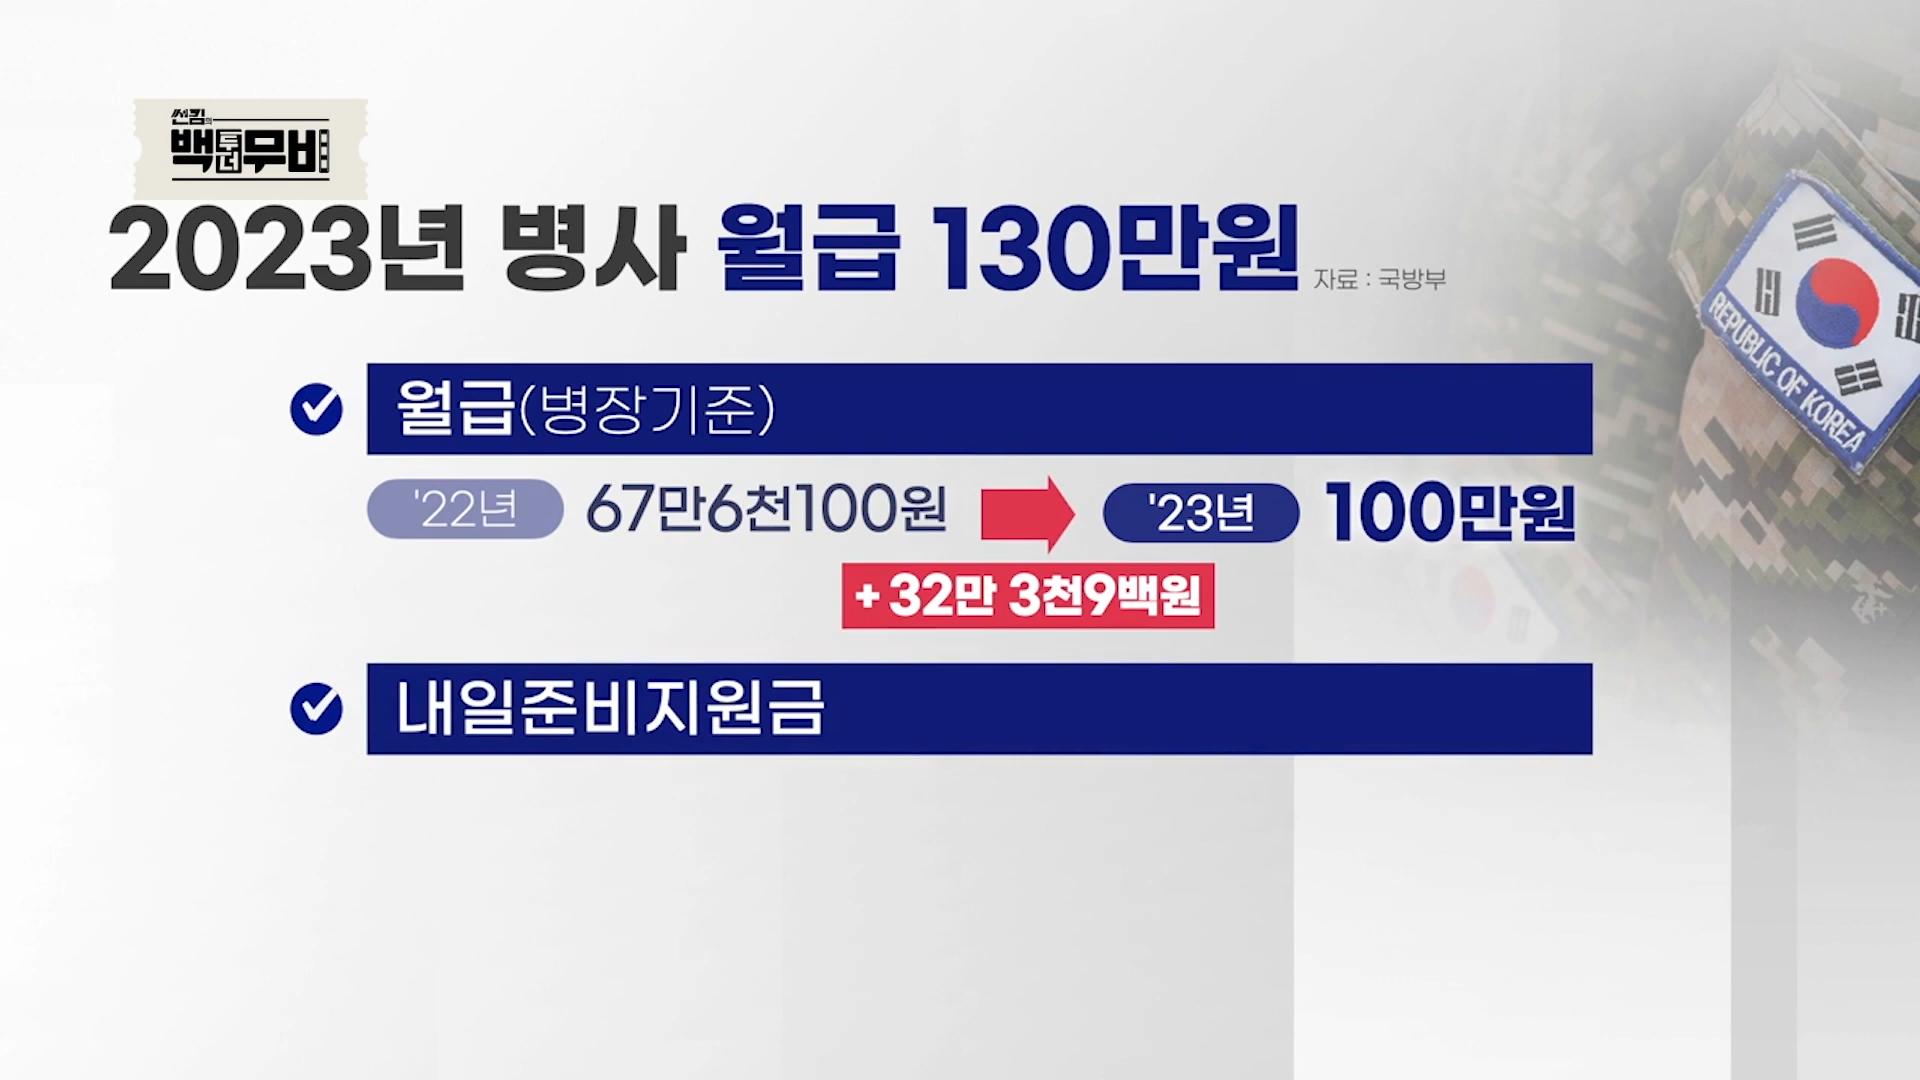 썬킴의
백투더무비
2023년 병사 월급 130만원 자료 : 국방부
월급(병장기준)
'22년 67만6천100원 '23년 100만원
+ 32만 3천9백원
내일준비지원금
REPUBLIC OF KOREA